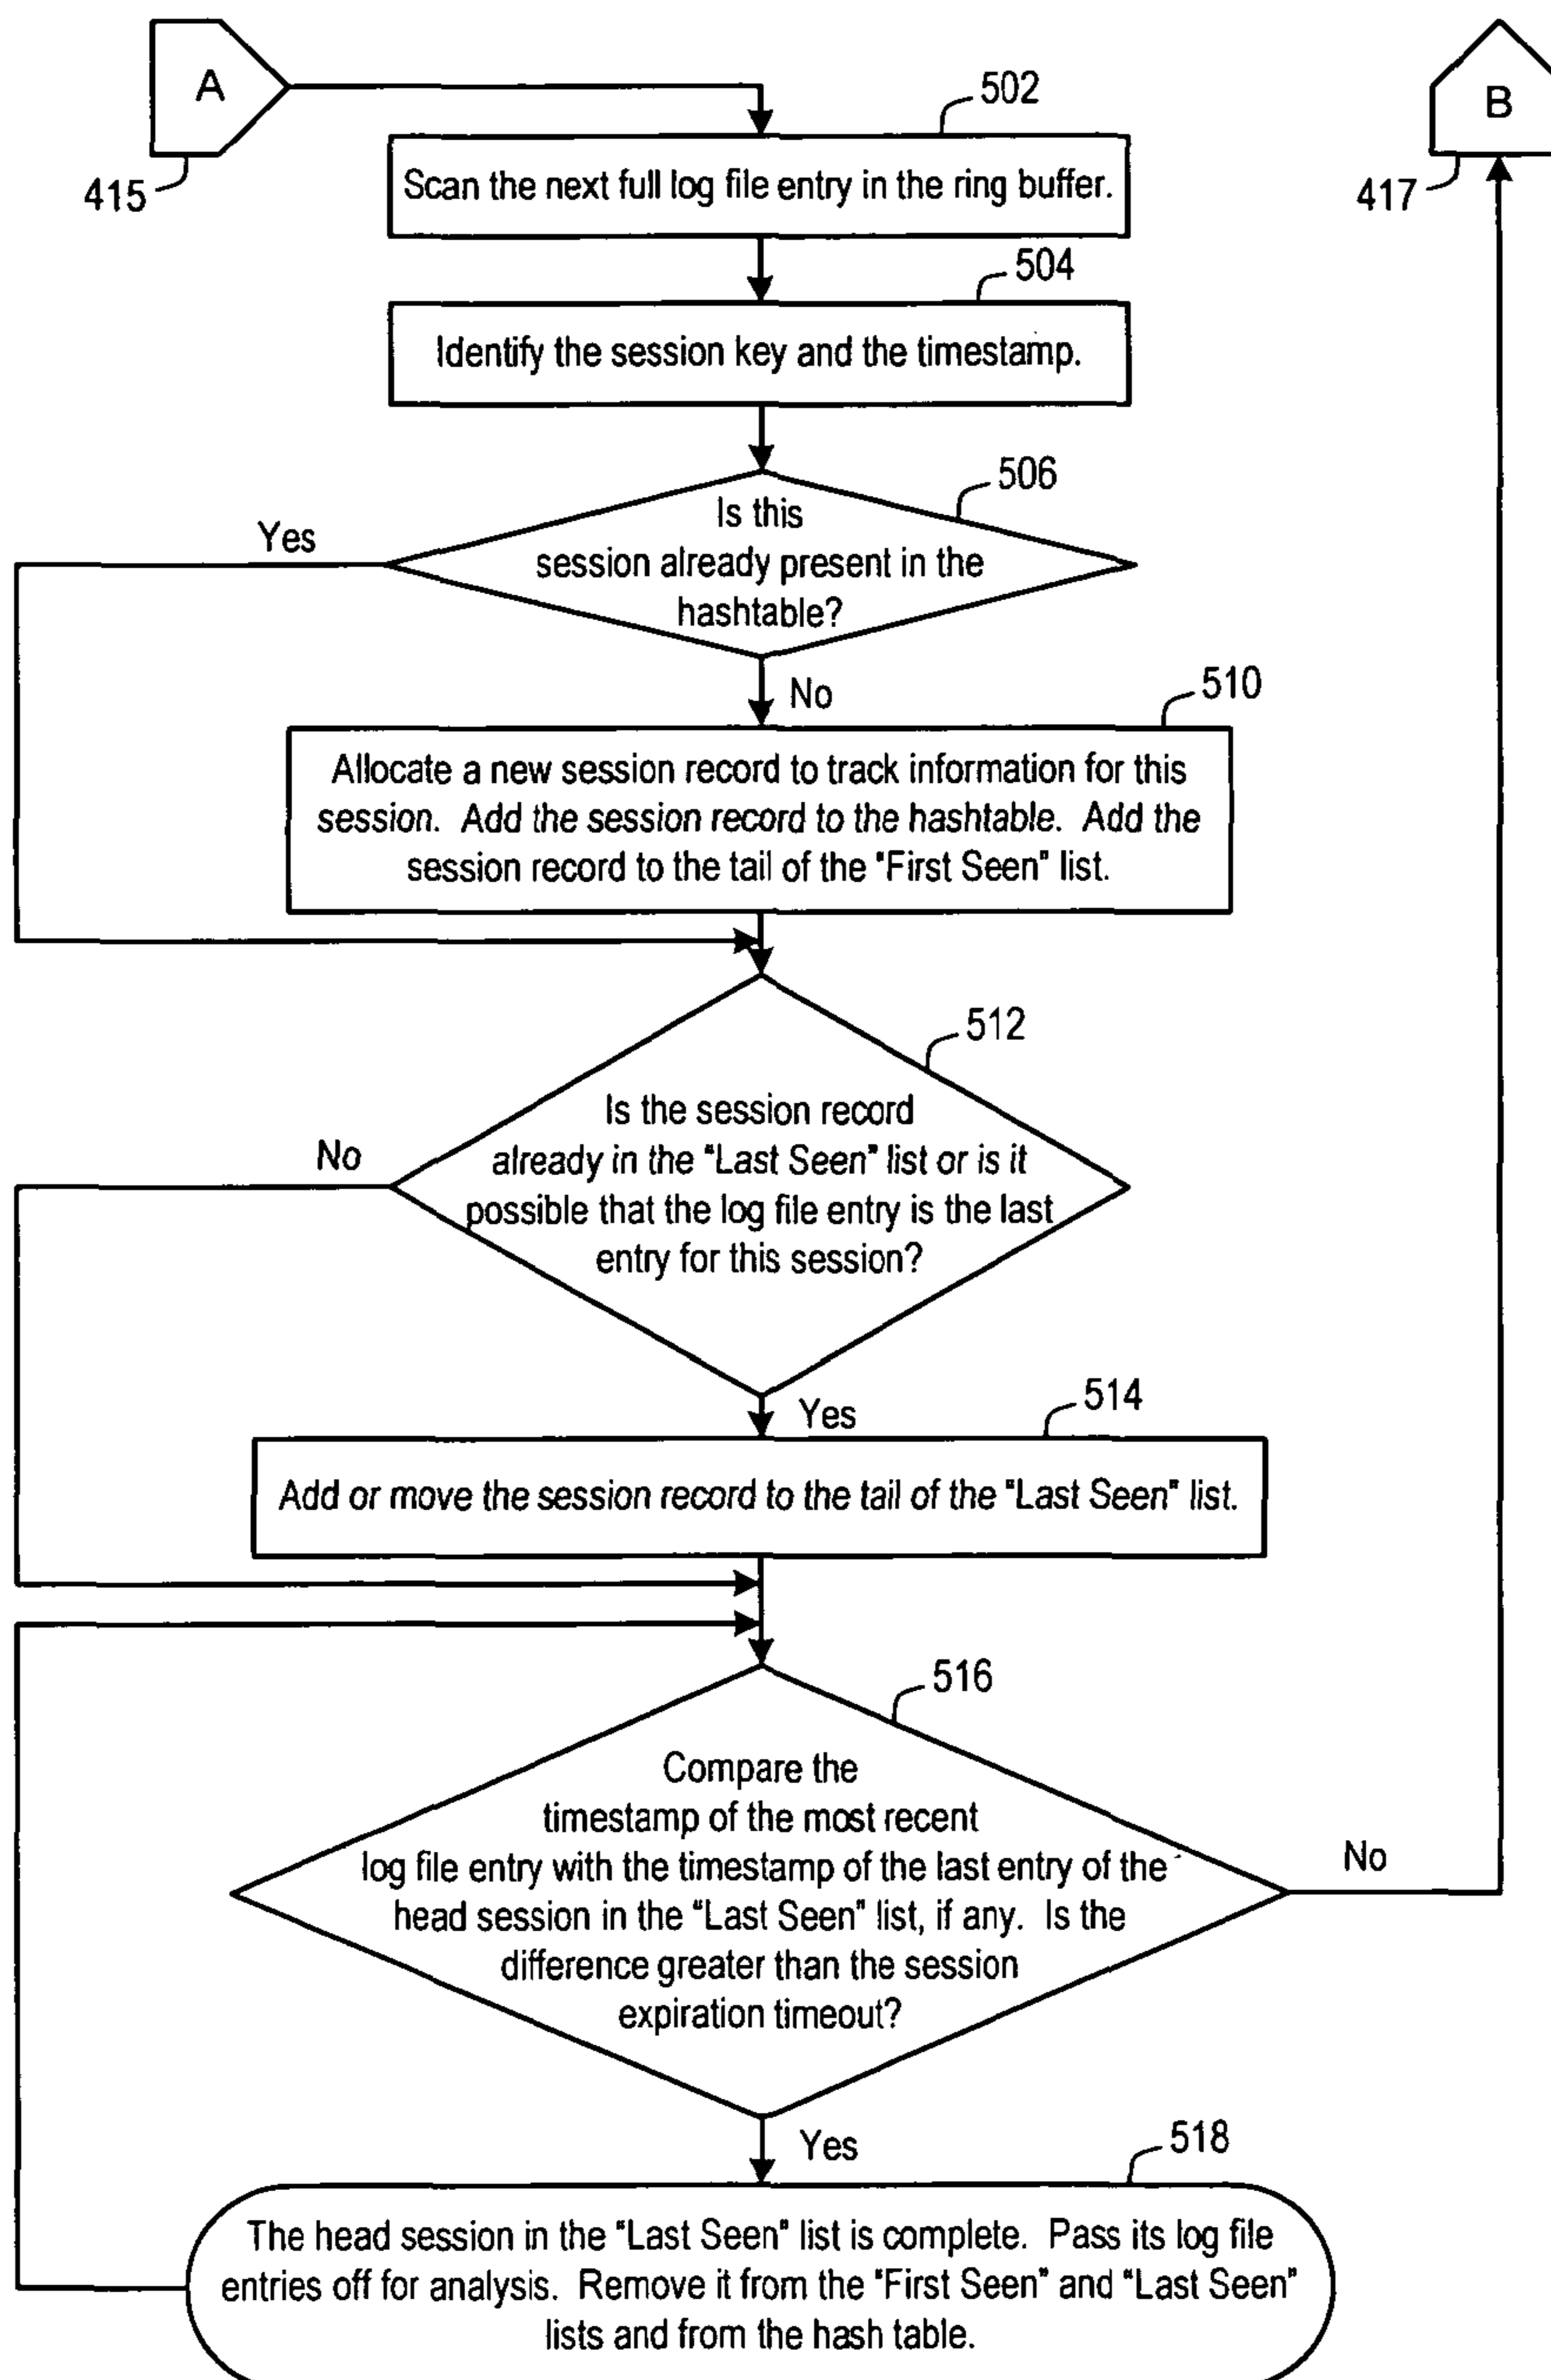 A
B
415
417
502
Scan the next full log file entry in the ring buffer.
504
Identify the session key and the timestamp.
506
Is this
session already present in the
hashtable?
Yes
No
510
Allocate a new session record to track information for this
session. Add the session record to the hashtable. Add the
session record to the tail of the "First Seen" list.
512
Is the session record
already in the "Last Seen" list or is it
possible that the log file entry is the last
entry for this session?
No
Yes
514
Add or move the session record to the tail of the "Last Seen" list.
516
Compare the
timestamp of the most recent
log file entry with the timestamp of the last entry of the
head session in the "Last Seen" list, if any. Is the
difference greater than the session
expiration timeout?
No
Yes
518
The head session in the "Last Seen" list is complete. Pass its log file
entries off for analysis. Remove it from the "First Seen" and "Last Seen"
lists and from the hash table.